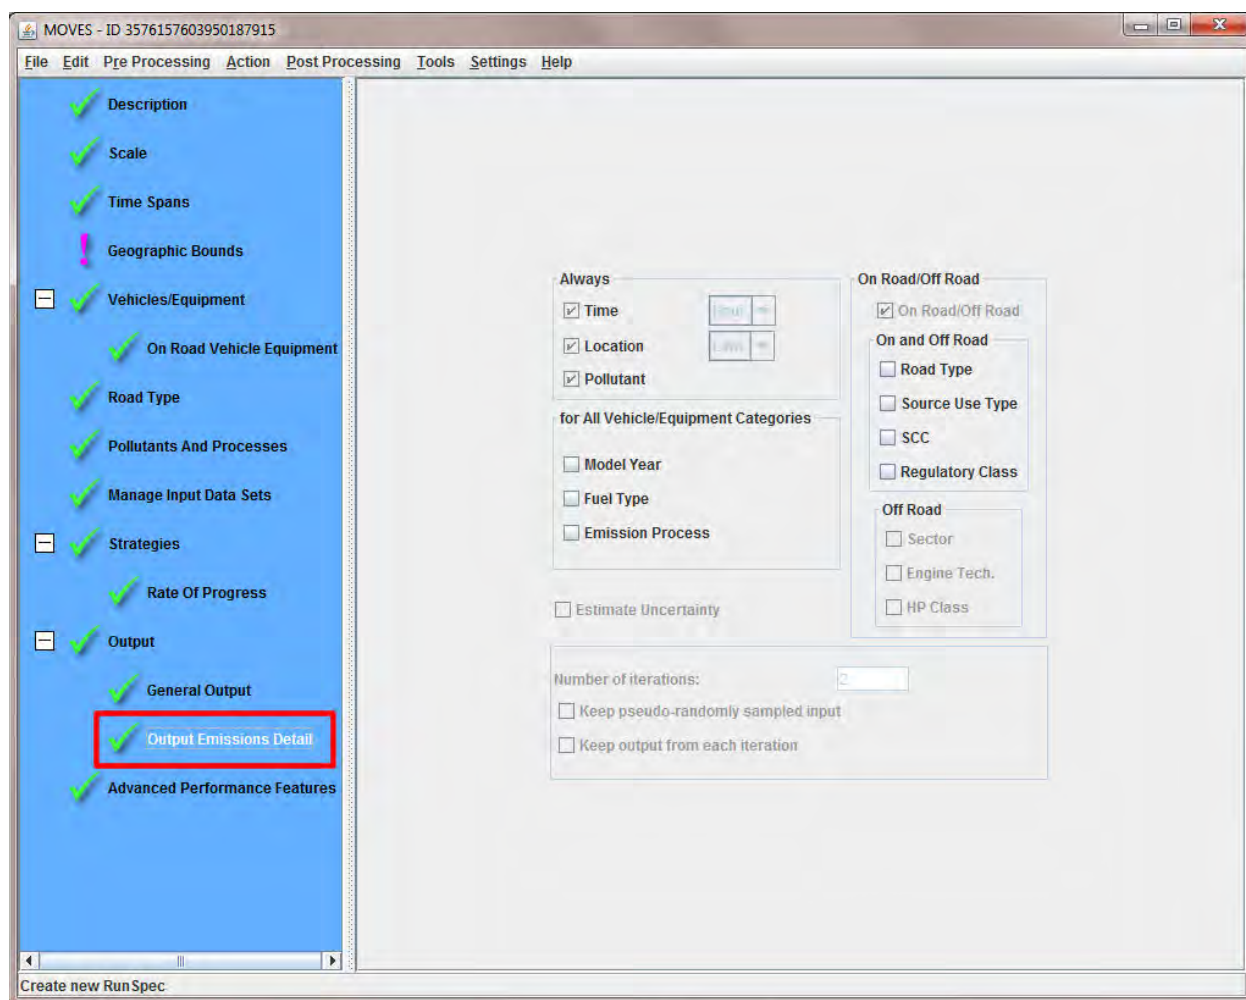 MOVES - ID 3576157603950187915
File Edit Pre Processing Action Post Processing Tools Settings Help
Description
Scale
Time Spans
Geographic Bounds
Vehicles/Equipment
On Road Vehicle Equipment
Road Type
Pollutants And Processes
Manage Input Data Sets
Strategies
Rate Of Progress
Output
General Output
Output Emissions Detail
Advanced Performance Features
Always
Time
Location
Pollutant
for All Vehicle/Equipment Categories
Model Year
Fuel Type
Emission Process
Estimate Uncertainty
On Road/Off Road
On Road/Off Road
On and Off Road
Road Type
Source Use Type
SCC
Regulatory Class
Off Road
Sector
Engine Tech.
HP Class
Number of iterations: 2
Keep pseudo-randomly sampled input
Keep output from each iteration
Create new RunSpec